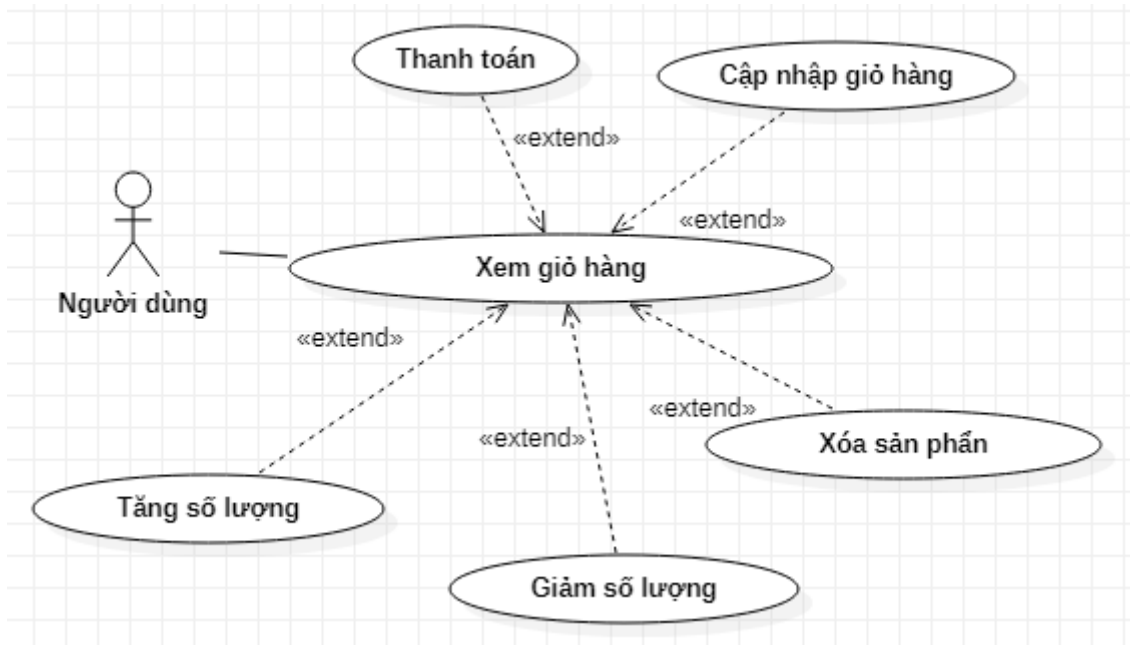 Thanh toán
Cập nhập giỏ hàng
«extend»
«extend»
Xem giỏ hàng
Người dùng
«extend»
«extend»
«extend»
Xóa sản phẩn
Tăng số lượng
Giảm số lượng